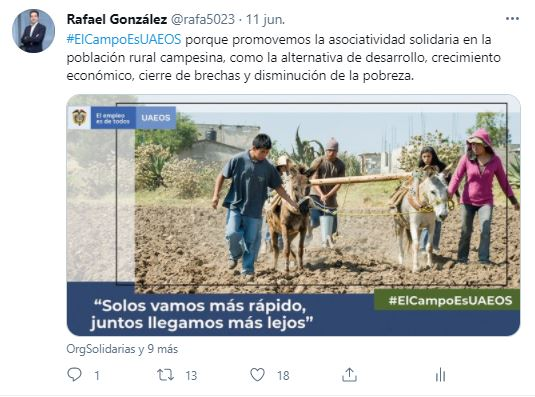 Rafael González @rafa5023 · 11 jun.
#ElCampoEsUAEOS porque promovemos la asociatividad solidaria en la
población rural campesina, como la alternativa de desarrollo, crecimiento
económico, cierre de brechas y disminución de la pobreza.
El empleo
es de todos
UAEOS
#ElCampoEsUAEOS
“Solos vamos más rápido,
juntos llegamos más lejos”
OrgSolidarias y 9 más
1 13 18